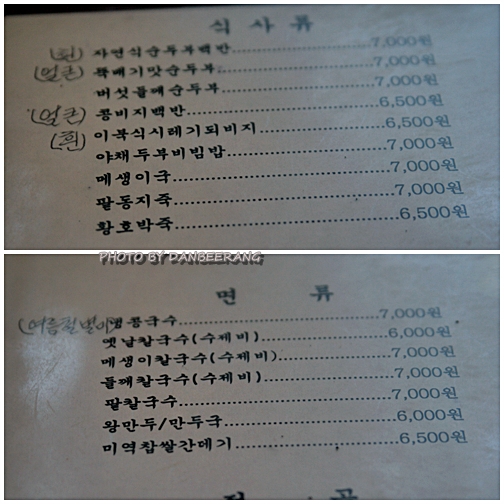 식 사 류
(흰) 자연식순두부백반..............................7,000원
(얼큰) 뚝배기맛순두부..............................7,000원
버섯들깨순두부..............................7,000원
(얼큰) 콩비지백반..............................6,500원
(흰) 이북식시레기되비지..............................6,500원
야채두부비빔밥..............................7,000원
메생이국..............................7,000원
팥동지죽..............................7,000원
황호박죽..............................6,500원
PHOTO BY DANBEERANG
면 류
(여름철별미) 냉콩국수..............................7,000원
옛날칼국수(수제비)..............................6,000원
메생이칼국수(수제비)..............................7,000원
들깨칼국수(수제비)..............................7,000원
팥칼국수..............................7,000원
왕만두/만두국..............................6,000원
미역찹쌀간데기..............................6,500원